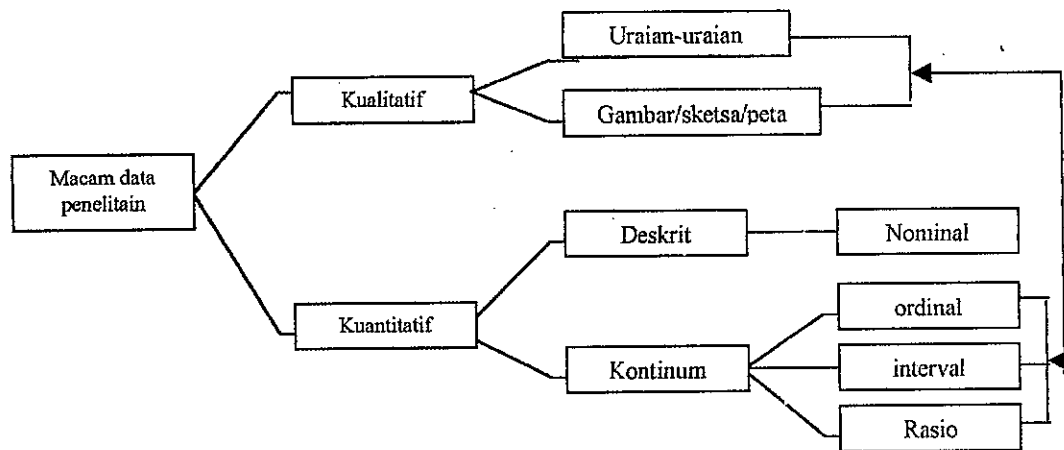 Uraian-uraian
Kualitatif
Gambar/sketsa/peta
Macam data
penelitain
Deskrit
Nominal
Kuantitatif
ordinal
Kontinum
interval
Rasio